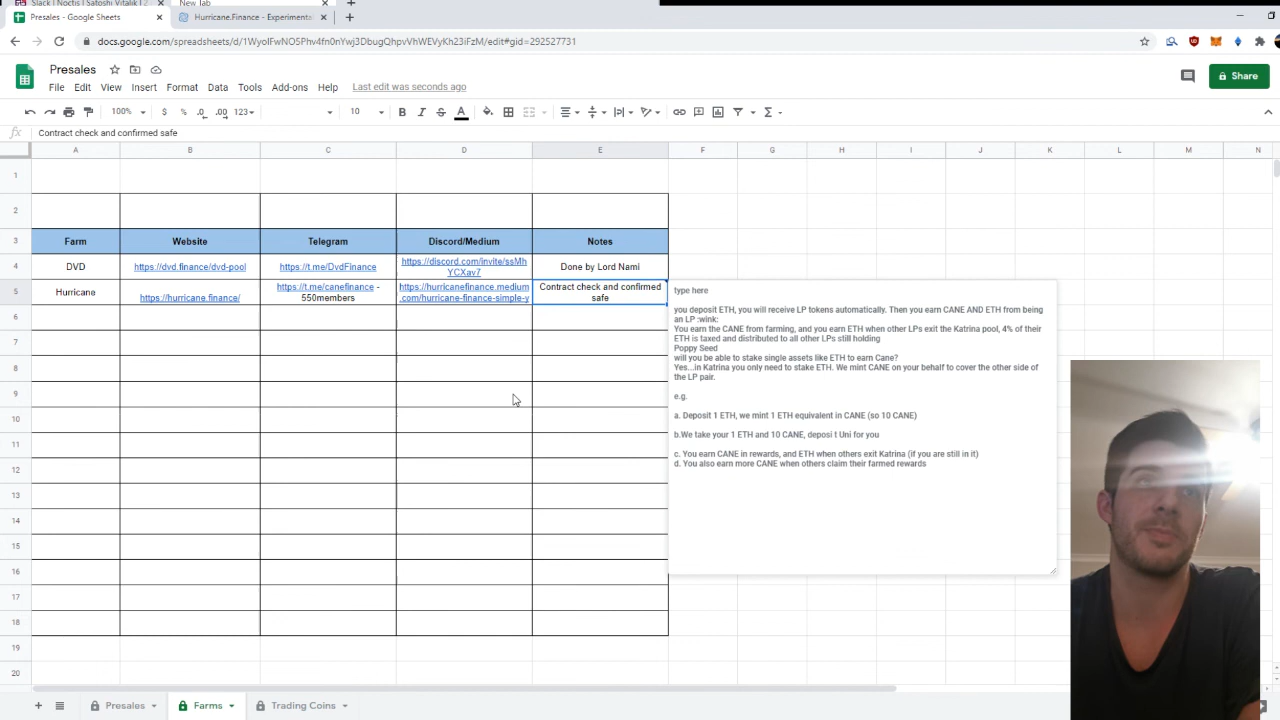 Slack | Noctis | Satoshi Vitalik | 2
New Tab
Presales - Google Sheets
Hurricane.Finance - Experimenta
docs.google.com/spreadsheets/d/
edit#gid=292527731
Presales
Share
File Edit View Insert Format Data Tools Add-ons Help Last edit was seconds ago
100% $ % .0 .00 123 10 B I S A
fx Contract check and confirmed safe
A B C D E F G H I J K L M N
1
2
3 Farm Website Telegram Discord/Medium Notes
4 DVD https://dvd.finance/dvd-pool https://t.me/DvdFinance https://discord.com/invite/ssMh
YCXav7 Done by Lord Nami
5 Hurricane https://hurricane.finance/ https://t.me/canefinance -
550members https://hurricanefinance.medium
.com/hurricane-finance-simple-y Contract check and confirmed
safe
type here
you deposit ETH, you will receive LP tokens automatically. Then you earn CANE AND ETH from being
an LP :wink:
You earn the CANE from farming, and you earn ETH when other LPs exit the Katrina pool, 4% of their
ETH is taxed and distributed to all other LPs still holding
Poppy Seed
will you be able to stake single assets like ETH to earn Cane?
Yes...in Katrina you only need to stake ETH. We mint CANE on your behalf to cover the other side of
the LP pair.
e.g.
a. Deposit 1 ETH, we mint 1 ETH equivalent in CANE (so 10 CANE)
b.We take your 1 ETH and 10 CANE, deposi t Uni for you
c. You earn CANE in rewards, and ETH when others exit Katrina (if you are still in it)
d. You also earn more CANE when others claim their farmed rewards
6
7
8
9
10
11
12
13
14
15
16
17
18
19
20
Presales Farms Trading Coins